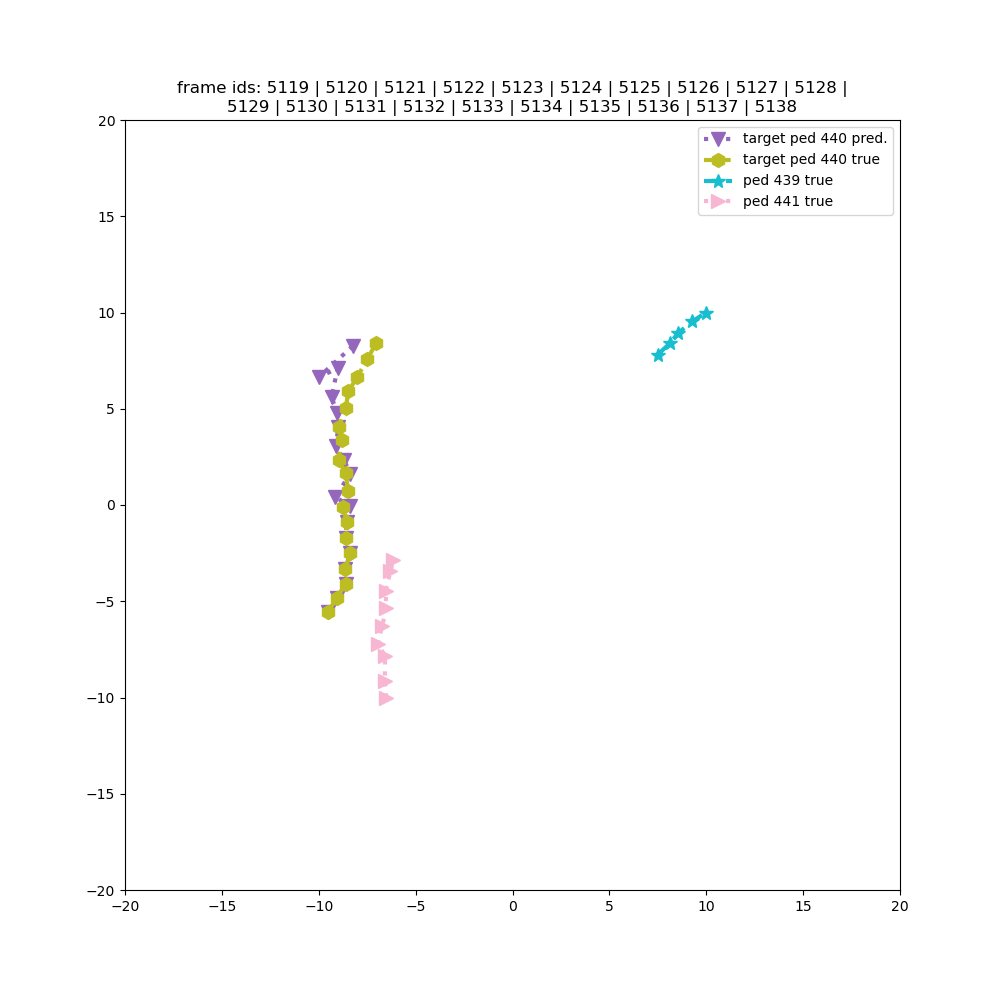 frame ids: 5119 | 5120 | 5121 | 5122 | 5123 | 5124 | 5125 | 5126 | 5127 | 5128 |
5129 | 5130 | 5131 | 5132 | 5133 | 5134 | 5135 | 5136 | 5137 | 5138
target ped 440 pred.
target ped 440 true
ped 439 true
ped 441 true
20
15
10
5
0
−5
−10
−15
−20
−20 −15 −10 −5 0 5 10 15 20